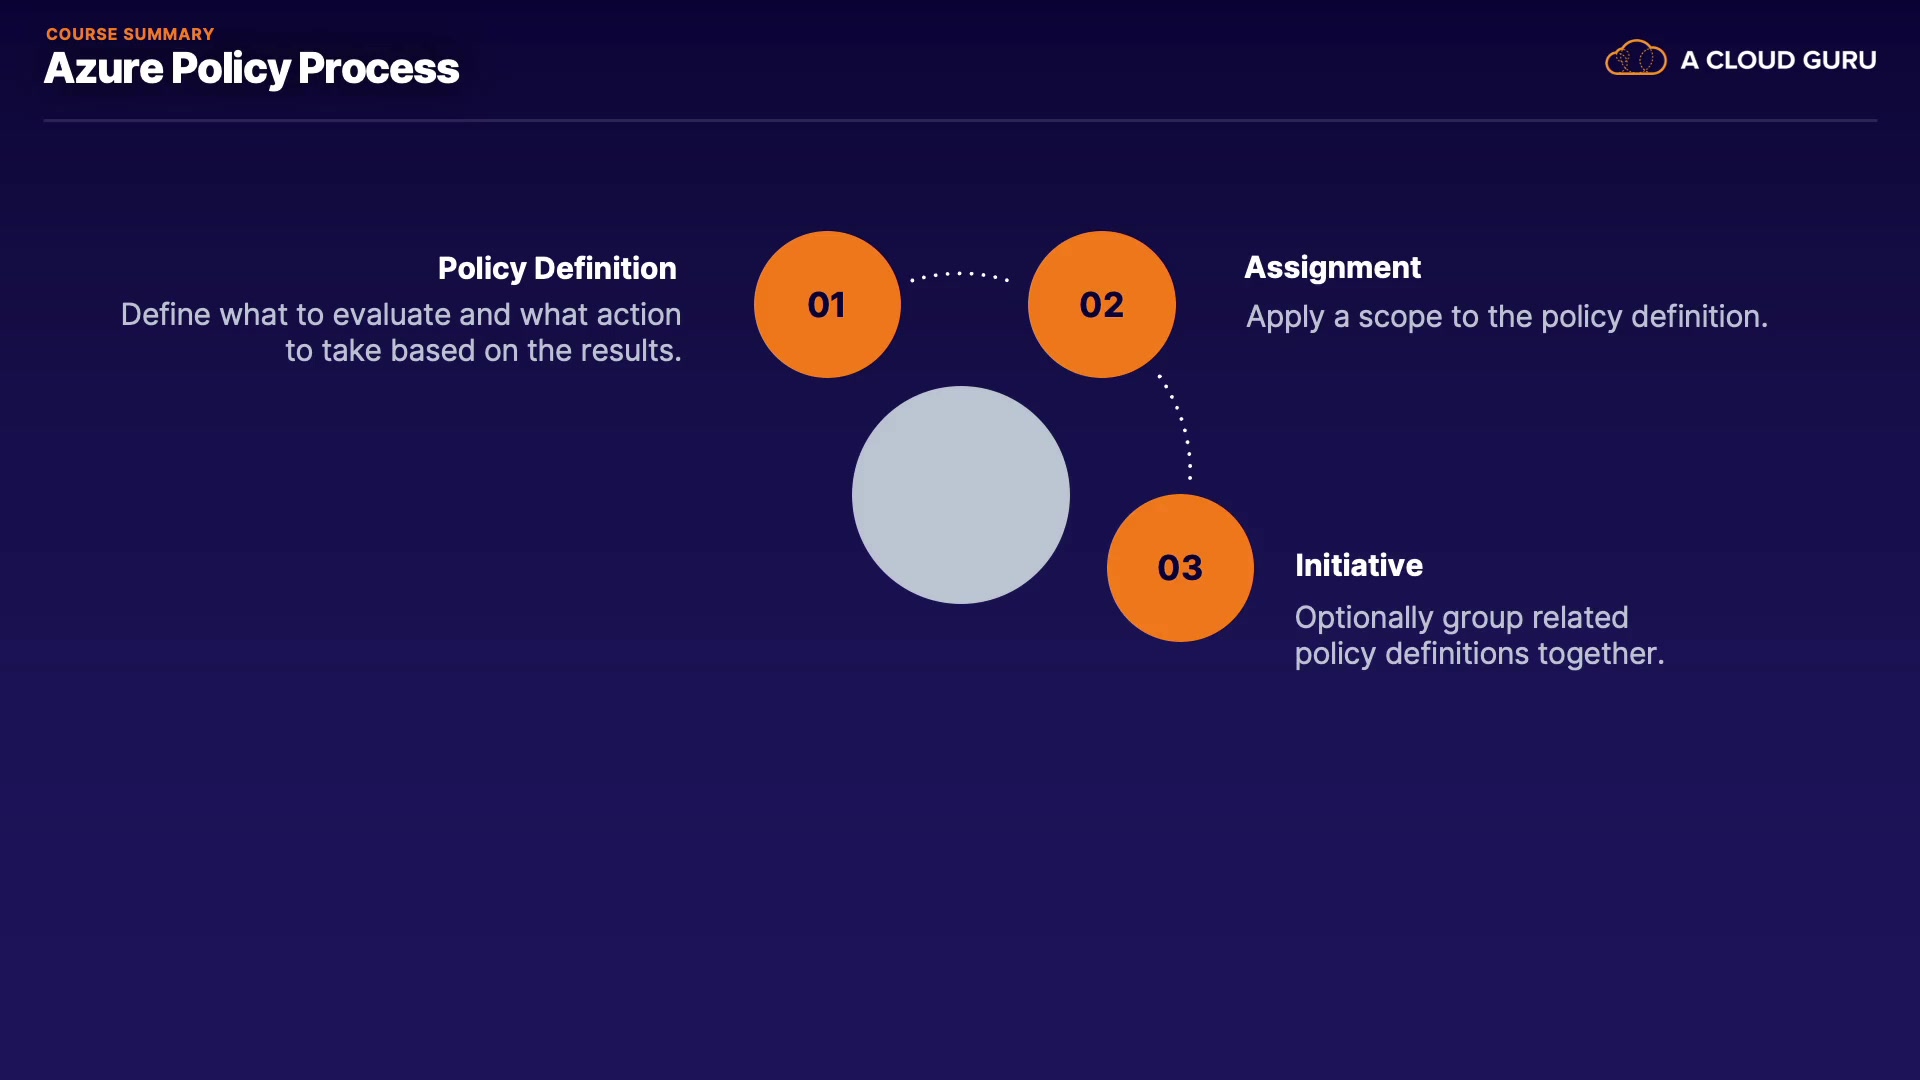 COURSE SUMMARY
Azure Policy Process
A CLOUD GURU
Policy Definition
Define what to evaluate and what action
to take based on the results.
01
02
Assignment
Apply a scope to the policy definition.
03
Initiative
Optionally group related
policy definitions together.